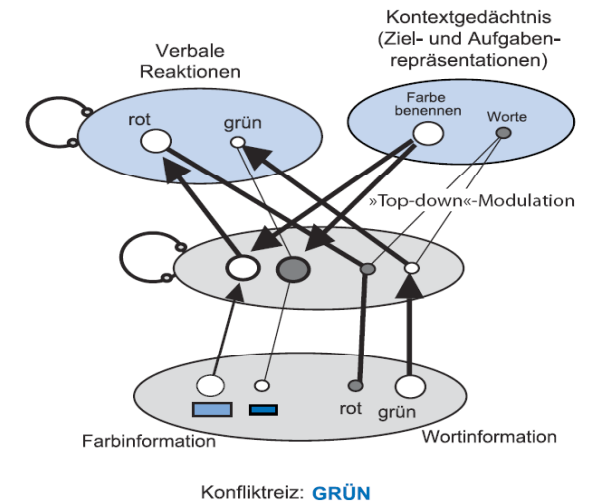 Kontextgedächtnis
(Ziel- und Aufgaben-
repräsentationen)
Verbale
Reaktionen
rot
grün
Farbe
benennen
Worte
»Top-down«-Modulation
rot
grün
Farbinformation
Wortinformation
Konfliktreiz: GRÜN